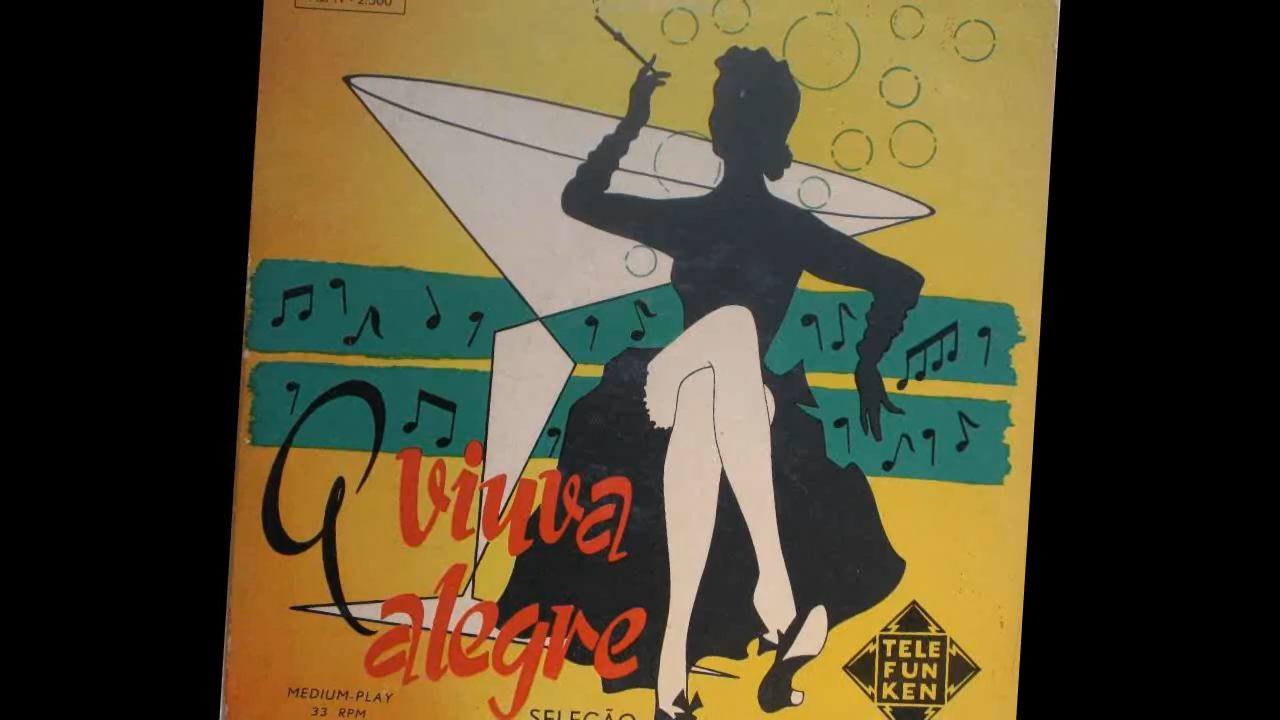 A viuva
alegre
MEDIUM-PLAY
33 RPM
SELEÇÃO
TELE
FUN
KEN